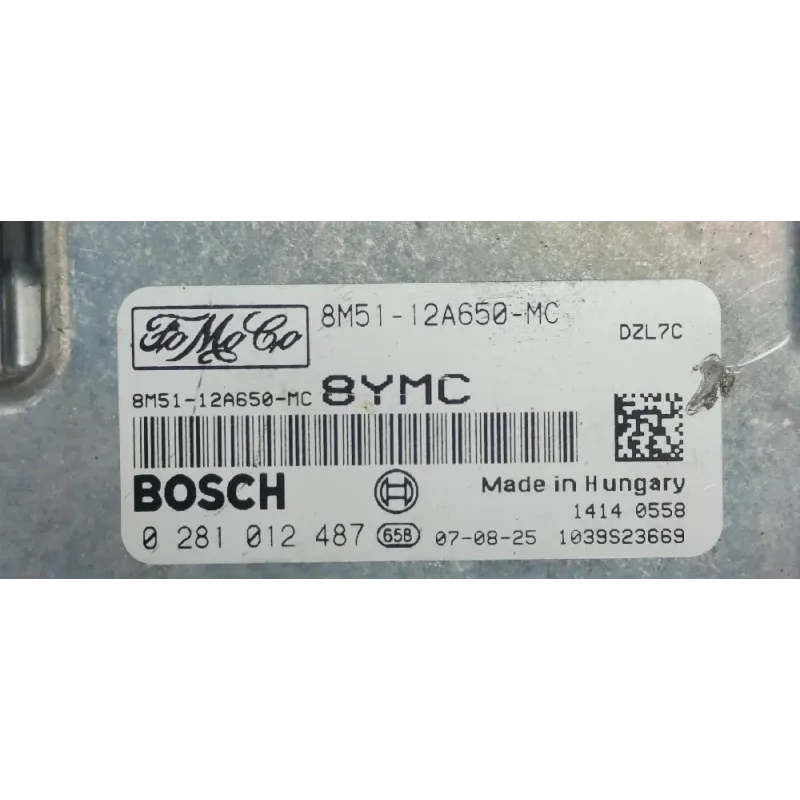 FoMoCo 8M51-12A650-MC DZL7C
8M51-12A650-MC 8YMC
BOSCH Made in Hungary
1414 0558
0 281 012 487 658 07-08-25 1039S23669